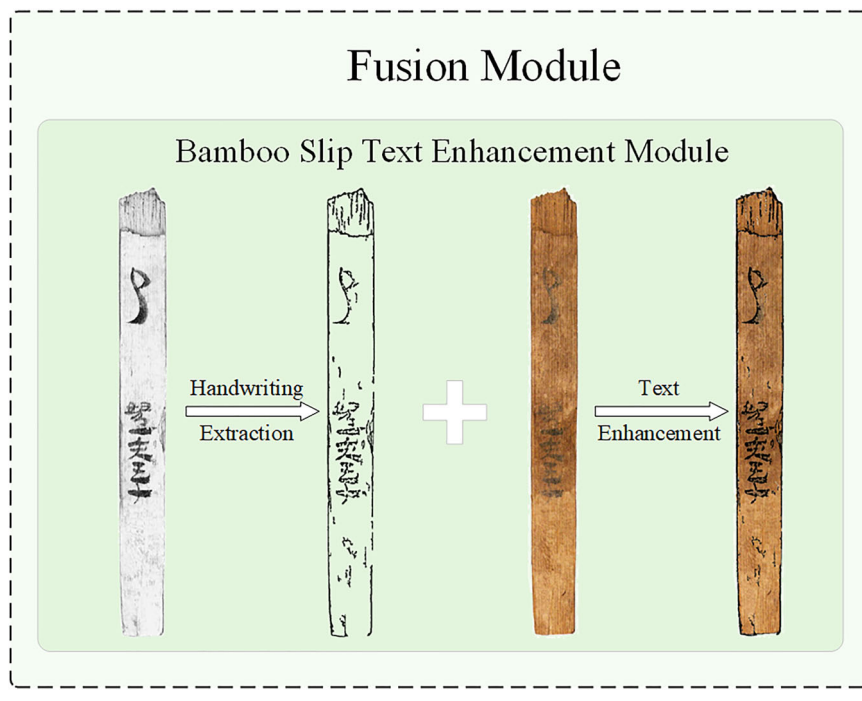 Fusion Module
Bamboo Slip Text Enhancement Module
Handwriting
Extraction
Text
Enhancement